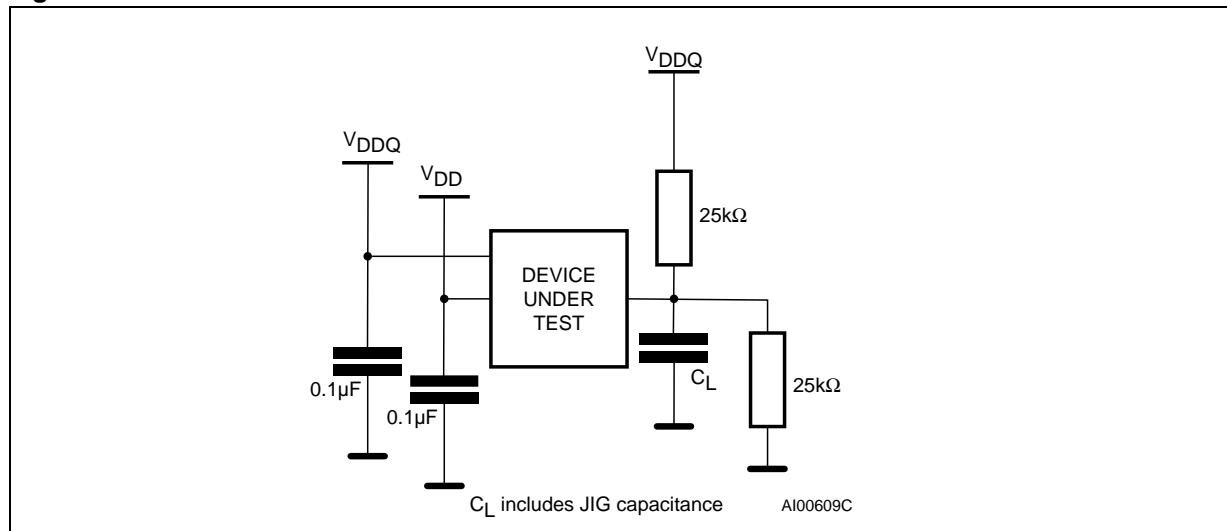 VDDQ
VDDQ
VDD
25kΩ
DEVICE
UNDER
TEST
0.1µF
0.1µF
CL
25kΩ
CL includes JIG capacitance
AI00609C